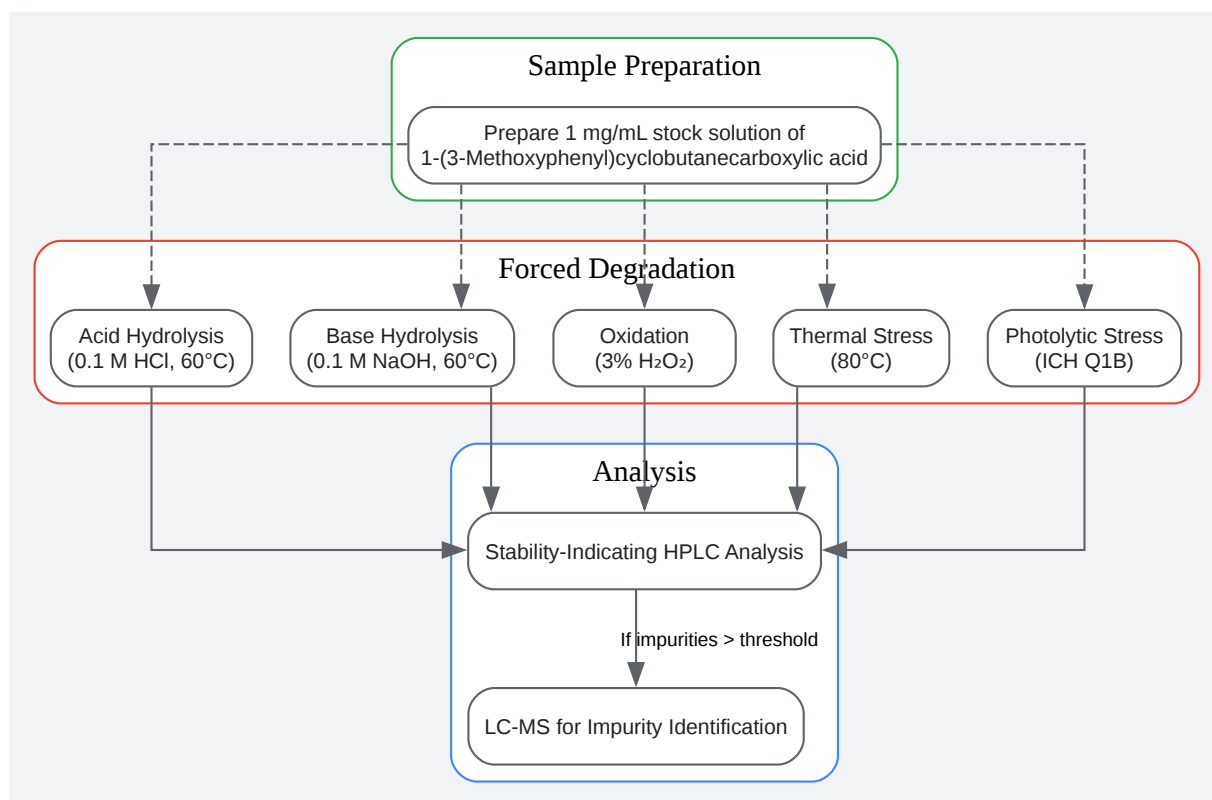 Sample Preparation
Prepare 1 mg/mL stock solution of
1-(3-Methoxyphenyl)cyclobutanecarboxylic acid
Forced Degradation
Acid Hydrolysis
(0.1 M HCl, 60°C)
Base Hydrolysis
(0.1 M NaOH, 60°C)
Oxidation
(3% H₂O₂)
Thermal Stress
(80°C)
Photolytic Stress
(ICH Q1B)
Analysis
Stability-Indicating HPLC Analysis
If impurities > threshold
LC-MS for Impurity Identification